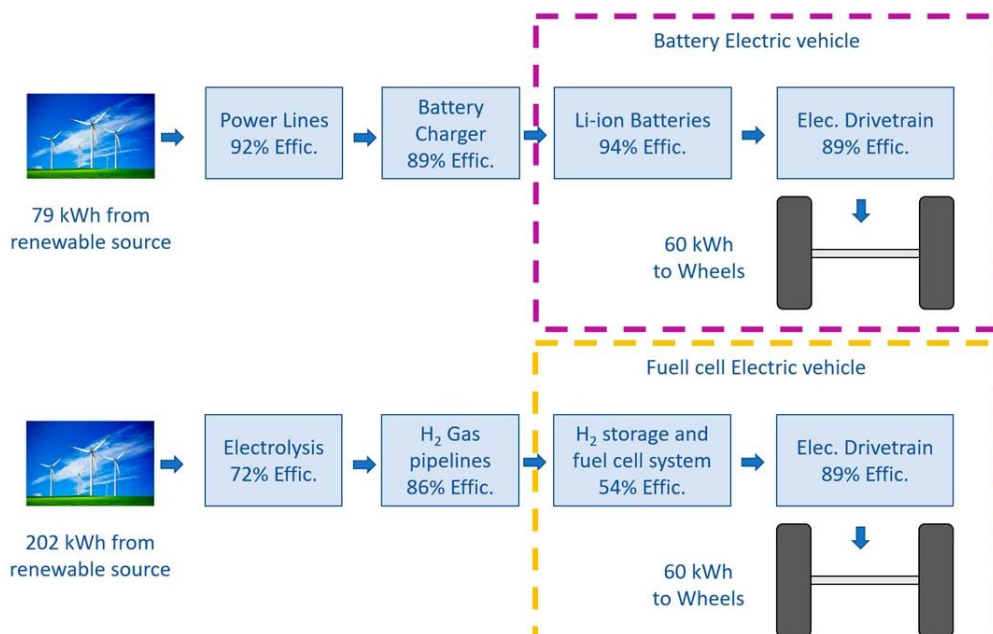 Battery Electric vehicle
Power Lines
92% Effic.
Battery
Charger
89% Effic.
Li-ion Batteries
94% Effic.
Elec. Drivetrain
89% Effic.
79 kWh from
renewable source
60 kWh
to Wheels
Fuell cell Electric vehicle
Electrolysis
72% Effic.
H₂ Gas
pipelines
86% Effic.
H₂ storage and
fuel cell system
54% Effic.
Elec. Drivetrain
89% Effic.
202 kWh from
renewable source
60 kWh
to Wheels